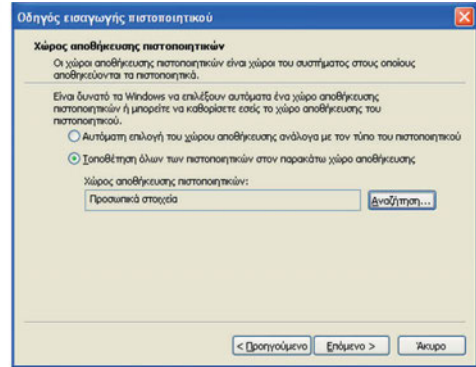 Οδηγός εισαγωγής πιστοποιητικού
Χώρος αποθήκευσης πιστοποιητικών
Οι χώροι αποθήκευσης πιστοποιητικών είναι χώροι του συστήματος στους οποίους
αποθηκεύονται τα πιστοποιητικά.
Είναι δυνατό τα Windows να επιλέξουν αυτόματα ένα χώρο αποθήκευσης
πιστοποιητικών ή μπορείτε να καθορίσετε εσείς το χώρο αποθήκευσης του
πιστοποιητικού.
Αυτόματη επιλογή του χώρου αποθήκευσης ανάλογα με τον τύπο του πιστοποιητικού
Τοποθέτηση όλων των πιστοποιητικών στον παρακάτω χώρο αποθήκευσης
Χώρος αποθήκευσης πιστοποιητικών:
Προσωπικά στοιχεία
Αναζήτηση...
< Προηγούμενο
Επόμενο >
Άκυρο